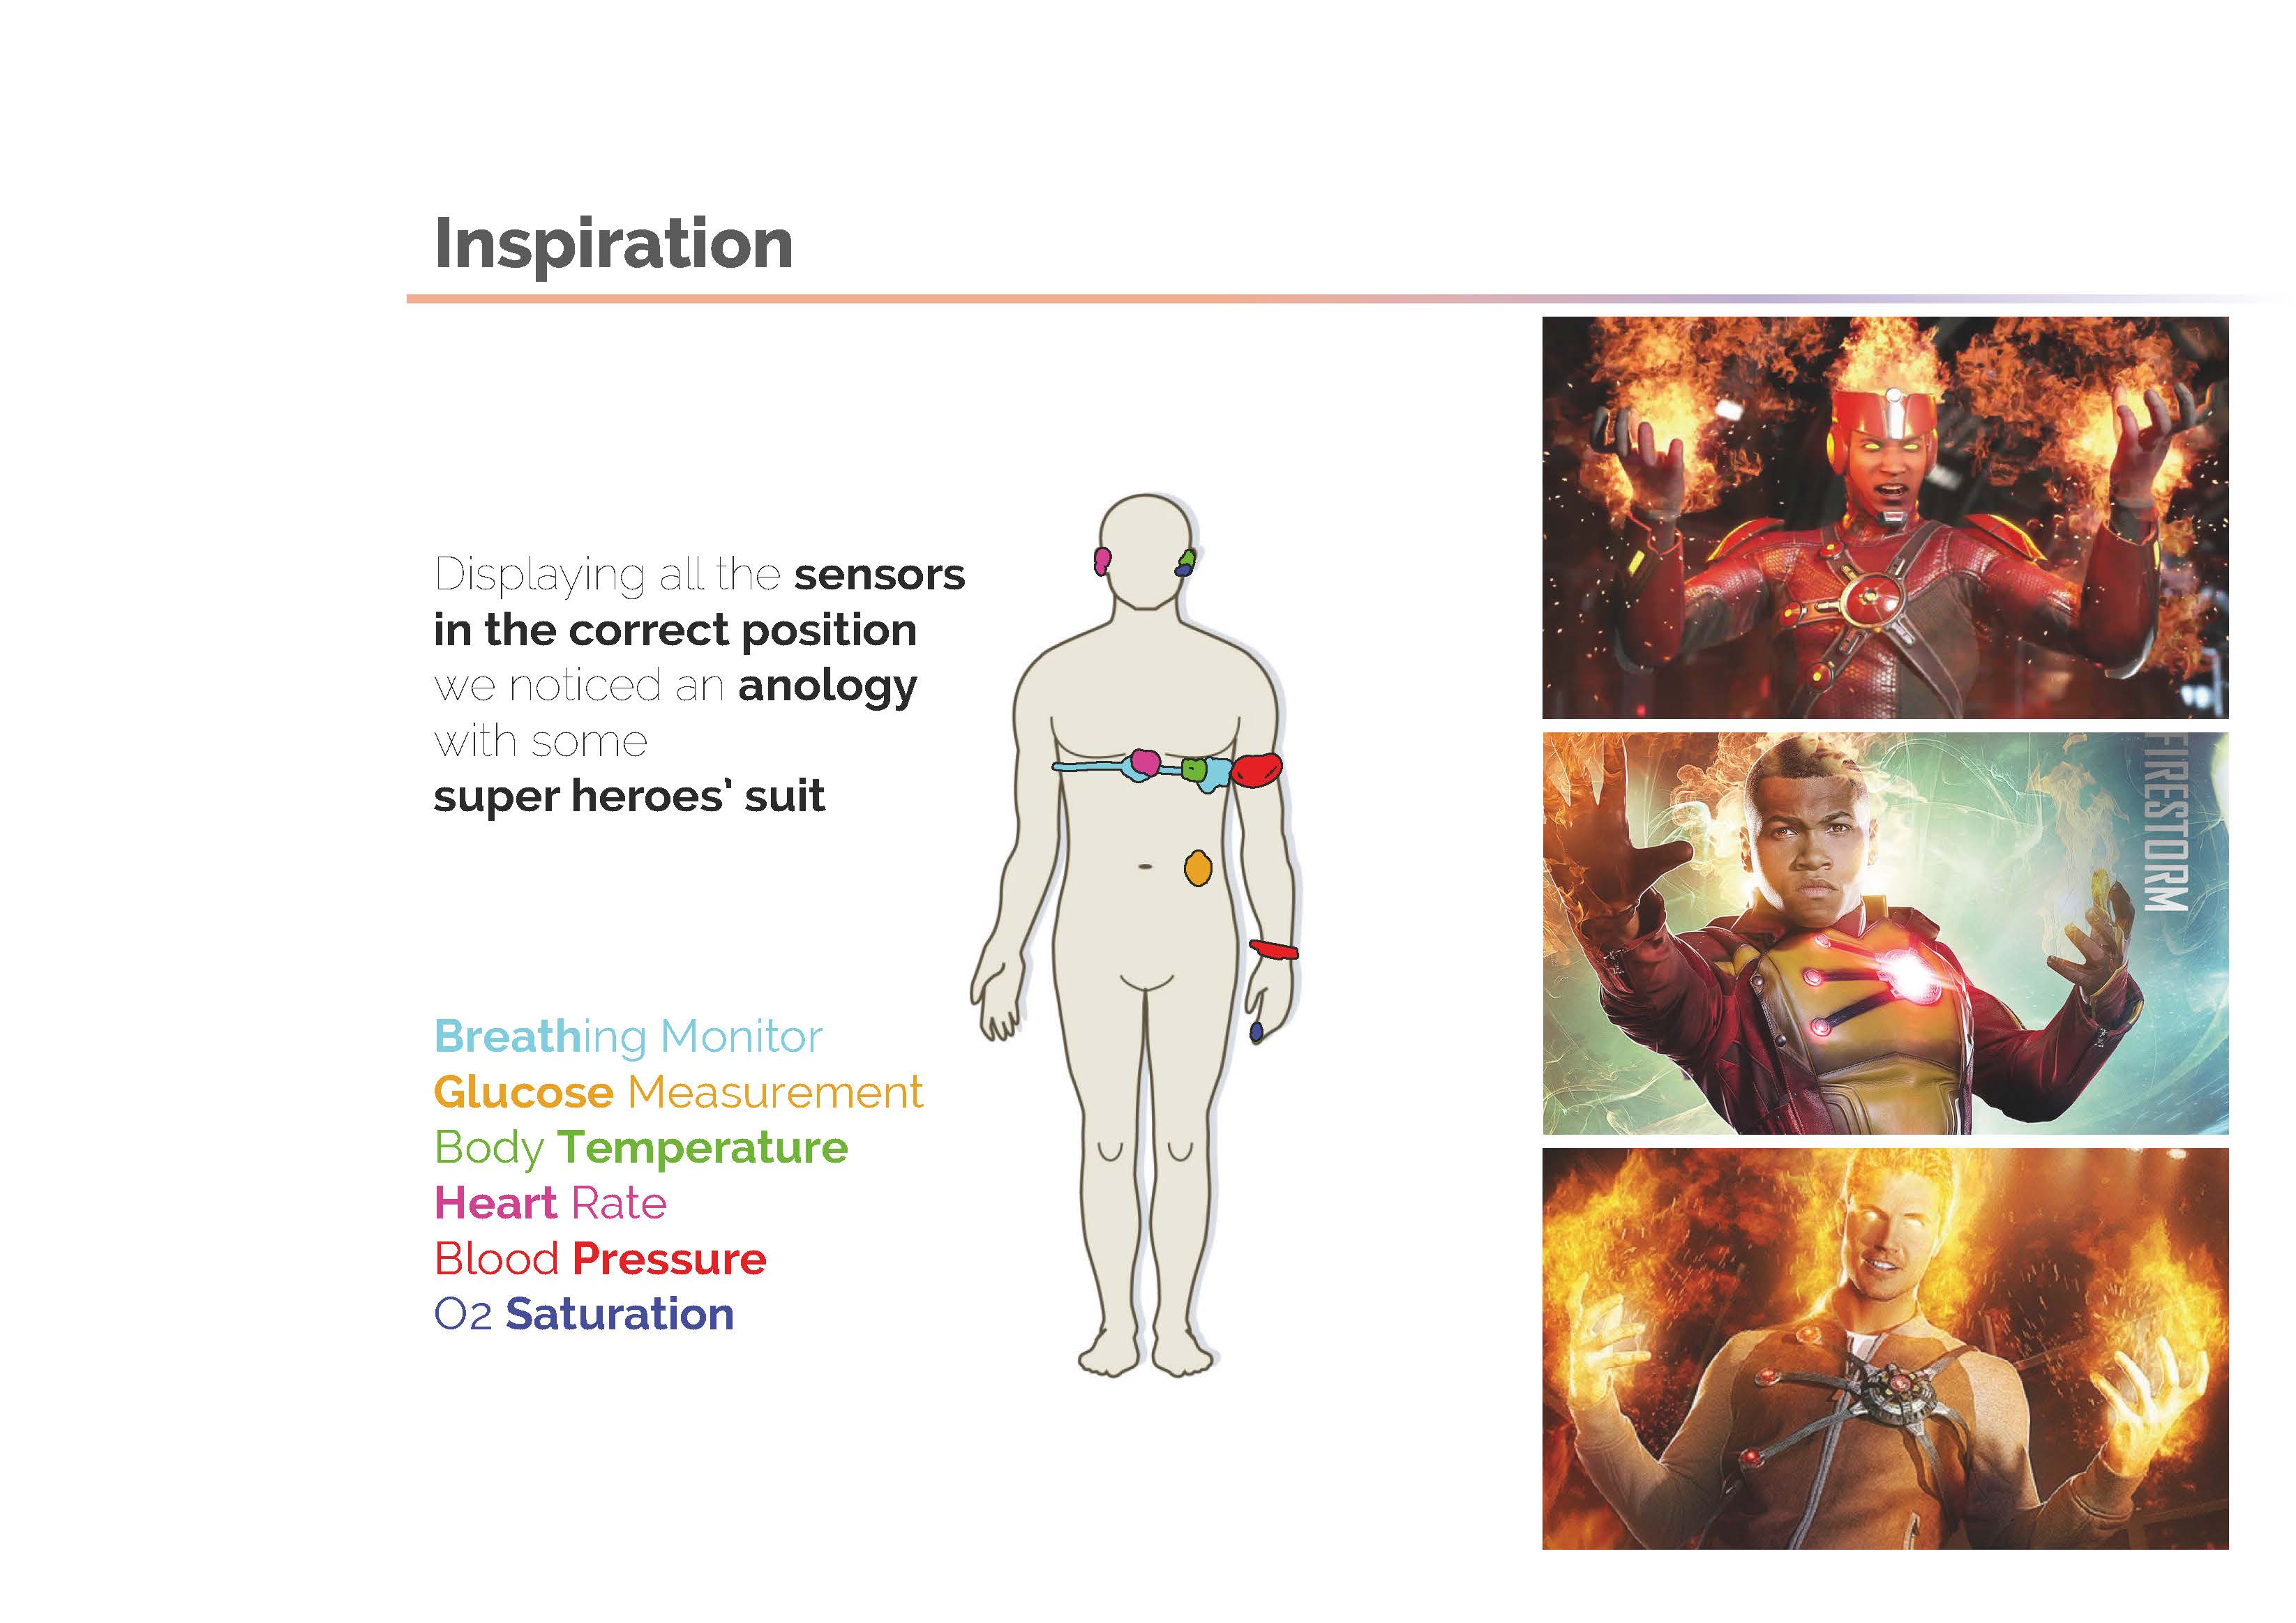 Inspiration
Displaying all the sensors
in the correct position
we noticed an anology
with some
super heroes' suit
Breathing Monitor
Glucose Measurement
Body Temperature
Heart Rate
Blood Pressure
O2 Saturation
FIRESTORM